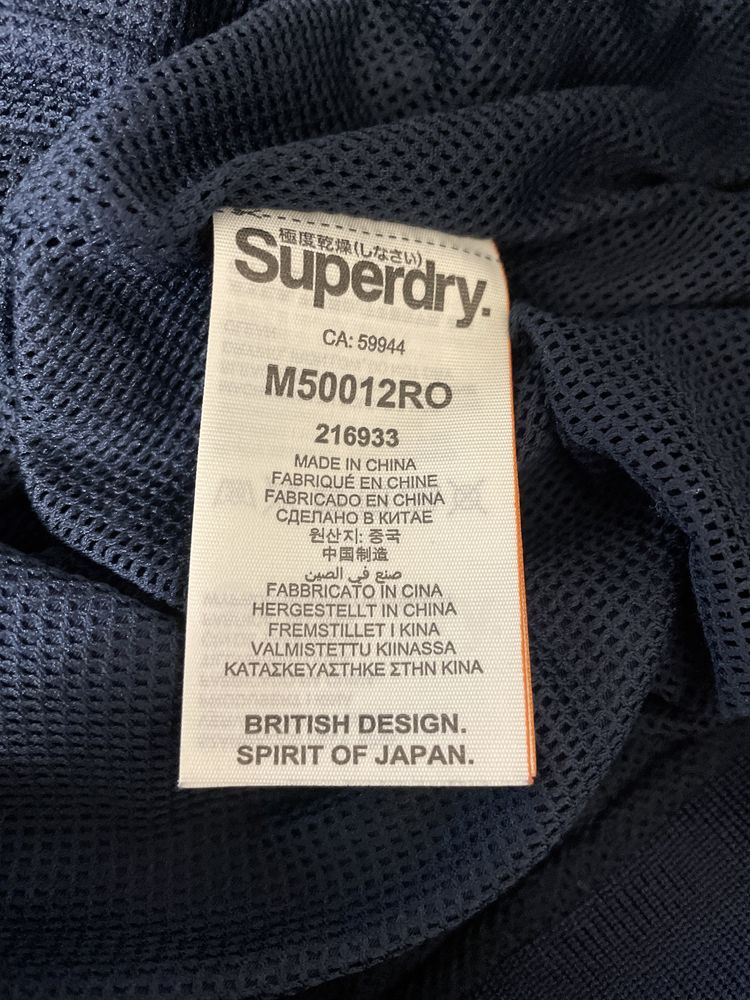 極度乾燥(しなさい)
Superdry.
CA: 59944
M50012RO
216933
MADE IN CHINA
FABRIQUÉ EN CHINE
FABRICADO EN CHINA
СДЕЛАНО В КИТАЕ
원산지: 중국
中国制造
صنع في الصين
FABBRICATO IN CINA
HERGESTELLT IN CHINA
FREMSTILLET I KINA
VALMISTETTU KIINASSA
ΚΑΤΑΣΚΕΥΑΣΤΗΚΕ ΣΤΗΝ ΚΙΝΑ
BRITISH DESIGN.
SPIRIT OF JAPAN.